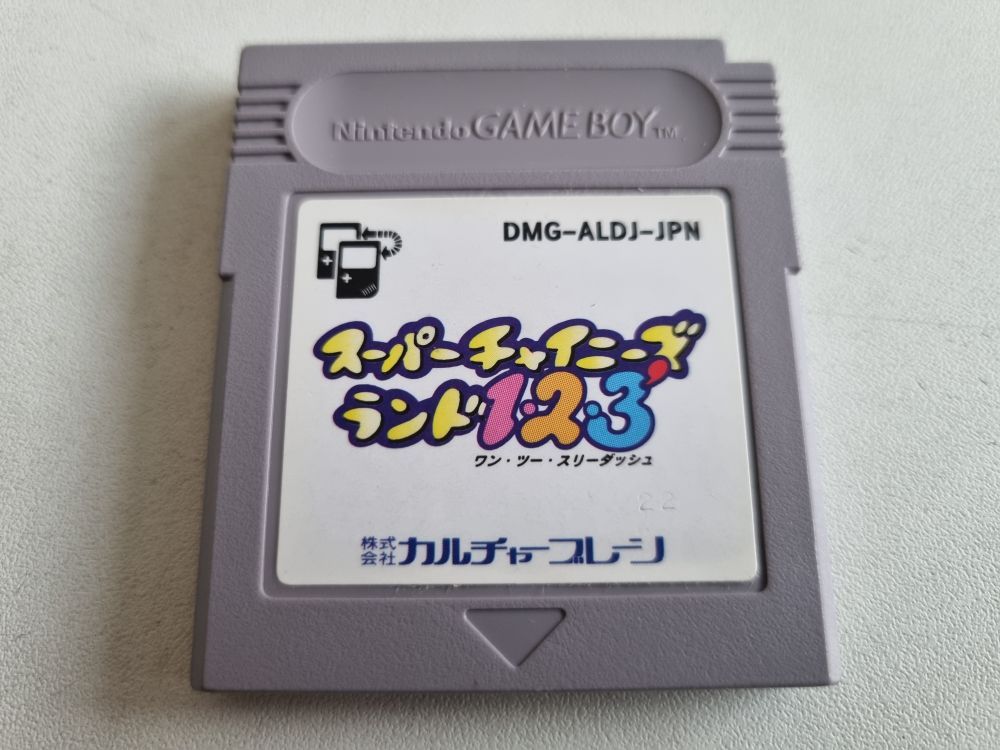 Nintendo GAME BOY TM
DMG-ALDJ-JPN
スーパーチャイニーズ
ランド1・2・3'
ワン・ツー・スリーダッシュ
22
株式会社 カルチャーブレーン